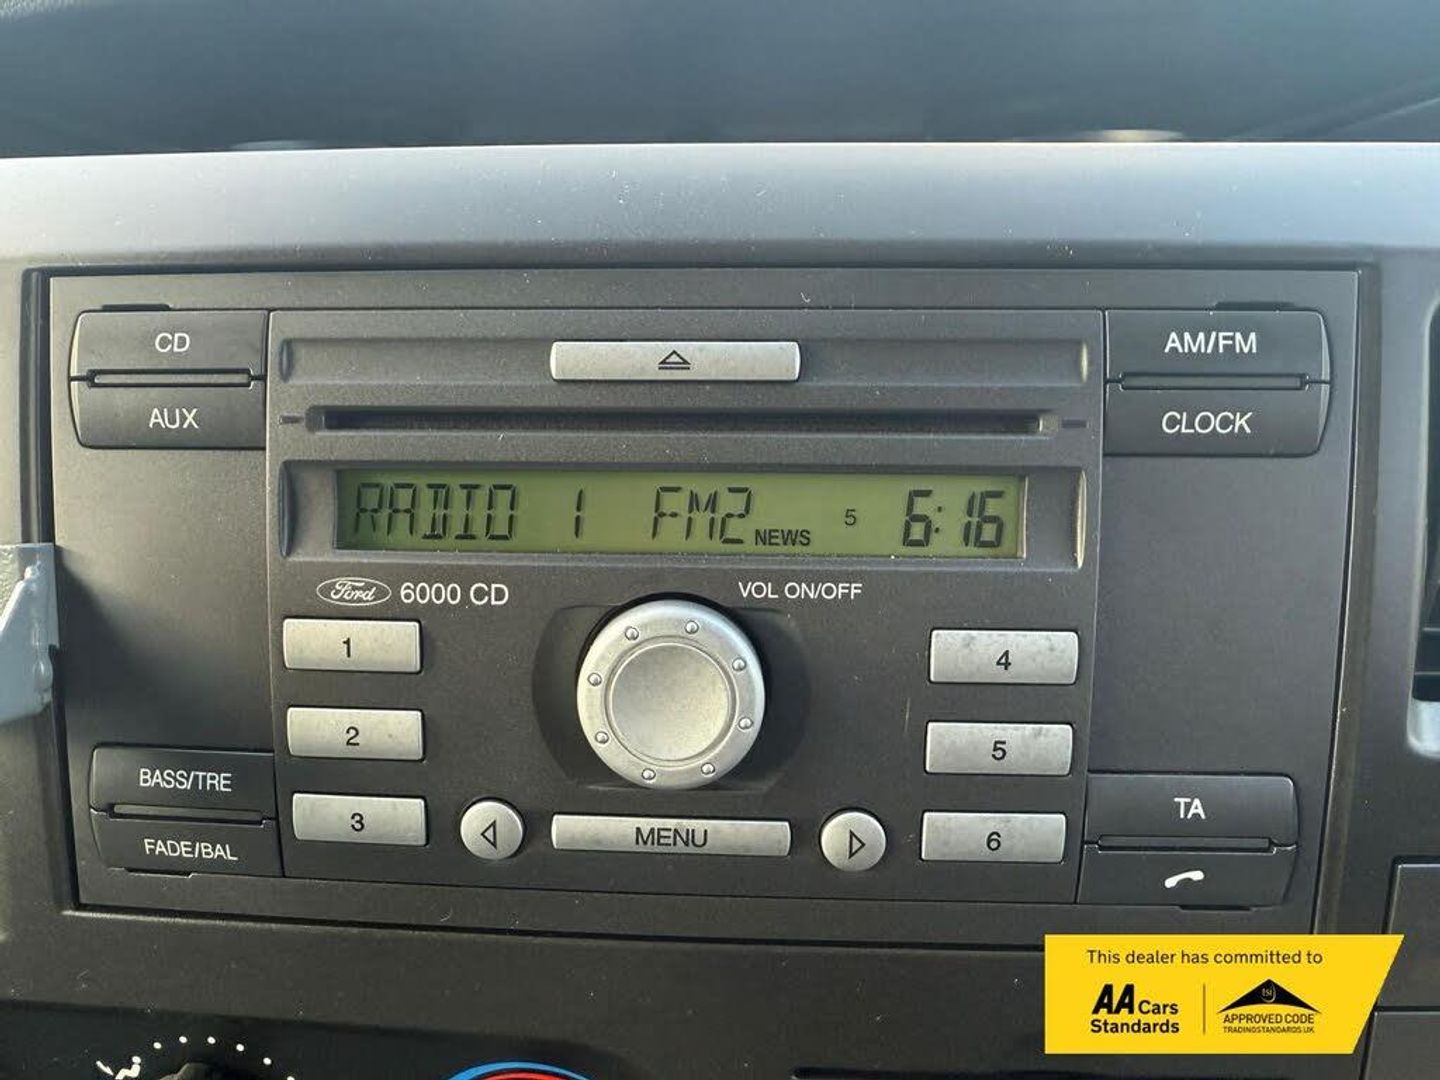 CD
AM/FM
AUX
CLOCK
RADIO 1 FM2 NEWS 5 6:16
Ford 6000 CD
VOL ON/OFF
1
4
2
5
BASS/TRE
3
MENU
6
TA
FADE/BAL
This dealer has committed to
AA Cars
Standards
tsi
APPROVED CODE
TRADINGSTANDARDS.UK